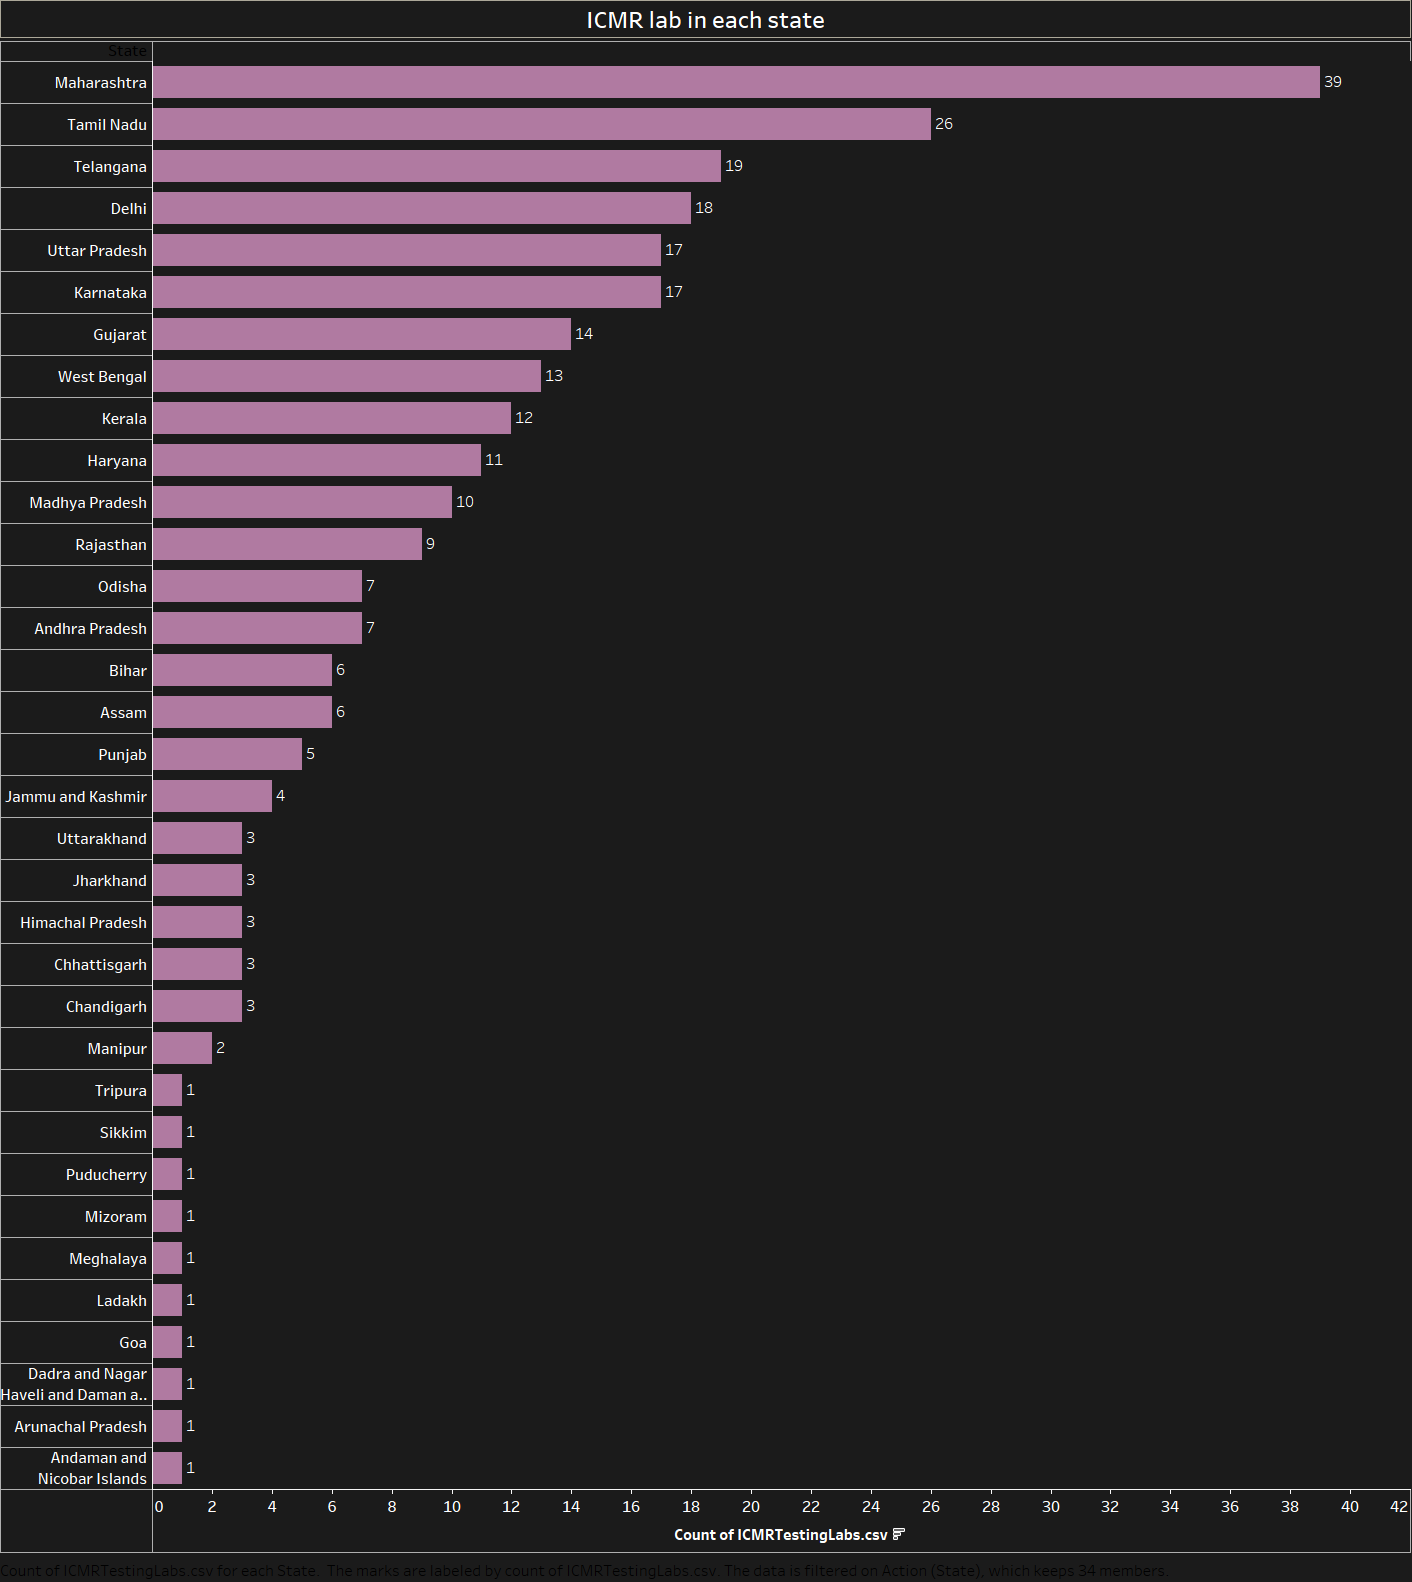 ICMR lab in each state
State
Maharashtra 39
Tamil Nadu 26
Telangana 19
Delhi 18
Uttar Pradesh 17
Karnataka 17
Gujarat 14
West Bengal 13
Kerala 12
Haryana 11
Madhya Pradesh 10
Rajasthan 9
Odisha 7
Andhra Pradesh 7
Bihar 6
Assam 6
Punjab 5
Jammu and Kashmir 4
Uttarakhand 3
Jharkhand 3
Himachal Pradesh 3
Chhattisgarh 3
Chandigarh 3
Manipur 2
Tripura 1
Sikkim 1
Puducherry 1
Mizoram 1
Meghalaya 1
Ladakh 1
Goa 1
Dadra and Nagar
Haveli and Daman a.. 1
Arunachal Pradesh 1
Andaman and
Nicobar Islands 1
0 2 4 6 8 10 12 14 16 18 20 22 24 26 28 30 32 34 36 38 40 42
Count of ICMRTestingLabs.csv
Count of ICMRTestingLabs.csv for each State. The marks are labeled by count of ICMRTestingLabs.csv. The data is filtered on Action (State), which keeps 34 members.